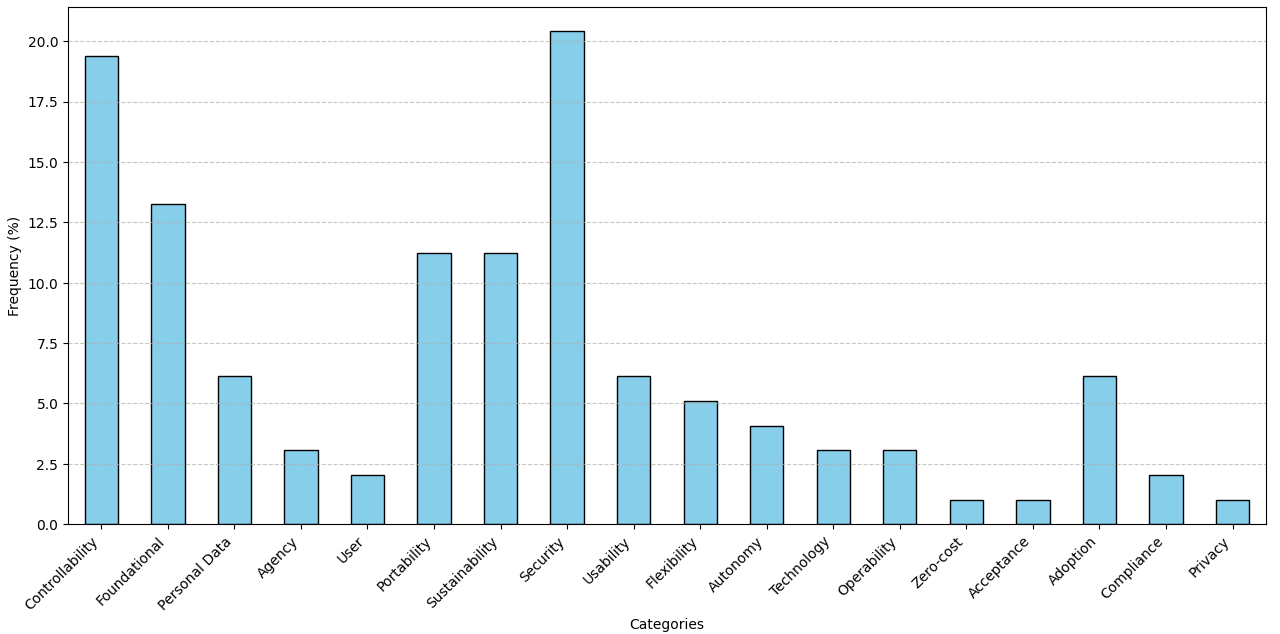 20.0
17.5
15.0
12.5
10.0
7.5
5.0
2.5
0.0
Frequency (%)
Controllability
Foundational
Personal Data
Agency
User
Portability
Sustainability
Security
Usability
Flexibility
Autonomy
Technology
Operability
Zero-cost
Acceptance
Adoption
Compliance
Privacy
Categories